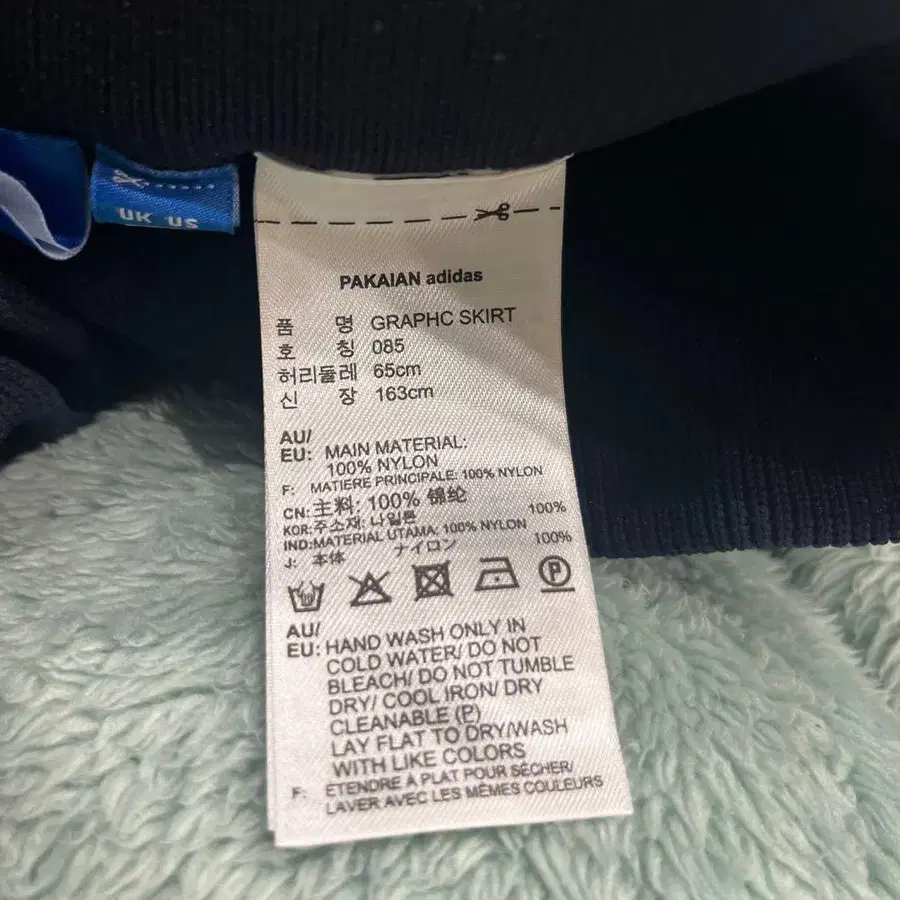 UK US
PAKAIAN adidas
품 명 GRAPHC SKIRT
호 칭 085
허리둘레 65cm
신 장 163cm
AU/
EU: MAIN MATERIAL:
100% NYLON
F: MATIERE PRINCIPALE: 100% NYLON
CN: 主料: 100% 锦纶
KOR: 주소재: 나일론 100%
IND: MATERIAL UTAMA, 100% NYLON
J: 本体 ナイロン 100%
P
AU/
EU: HAND WASH ONLY IN
COLD WATER/ DO NOT
BLEACH/ DO NOT TUMBLE
DRY/ COOL IRON/ DRY
CLEANABLE (P)
LAY FLAT TO DRY/WASH
WITH LIKE COLORS
F: ÉTENDRE À PLAT POUR SÉCHER/
LAVER AVEC LES MÊMES COULEURS